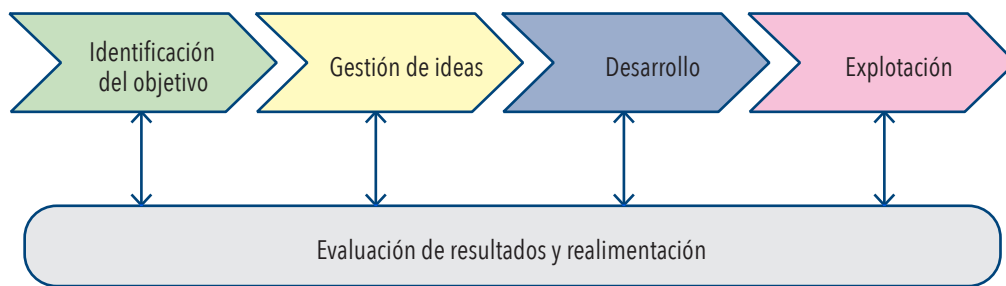 Identificación
del objetivo
Gestión de ideas
Desarrollo
Explotación
Evaluación de resultados y realimentación